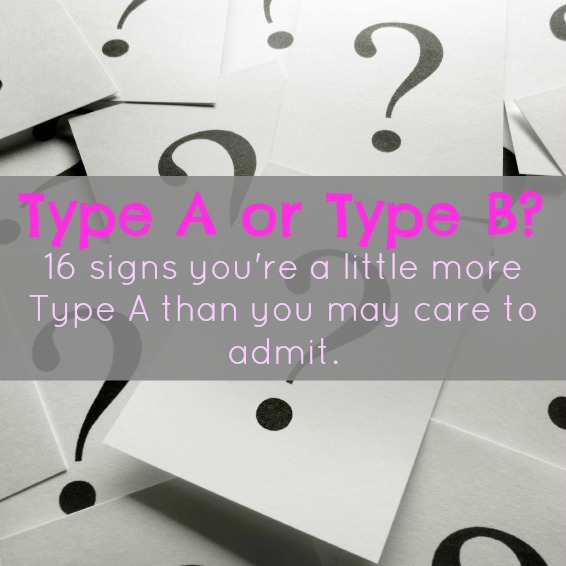 Type A or Type B?
16 signs you're a little more
Type A than you may care to
admit.